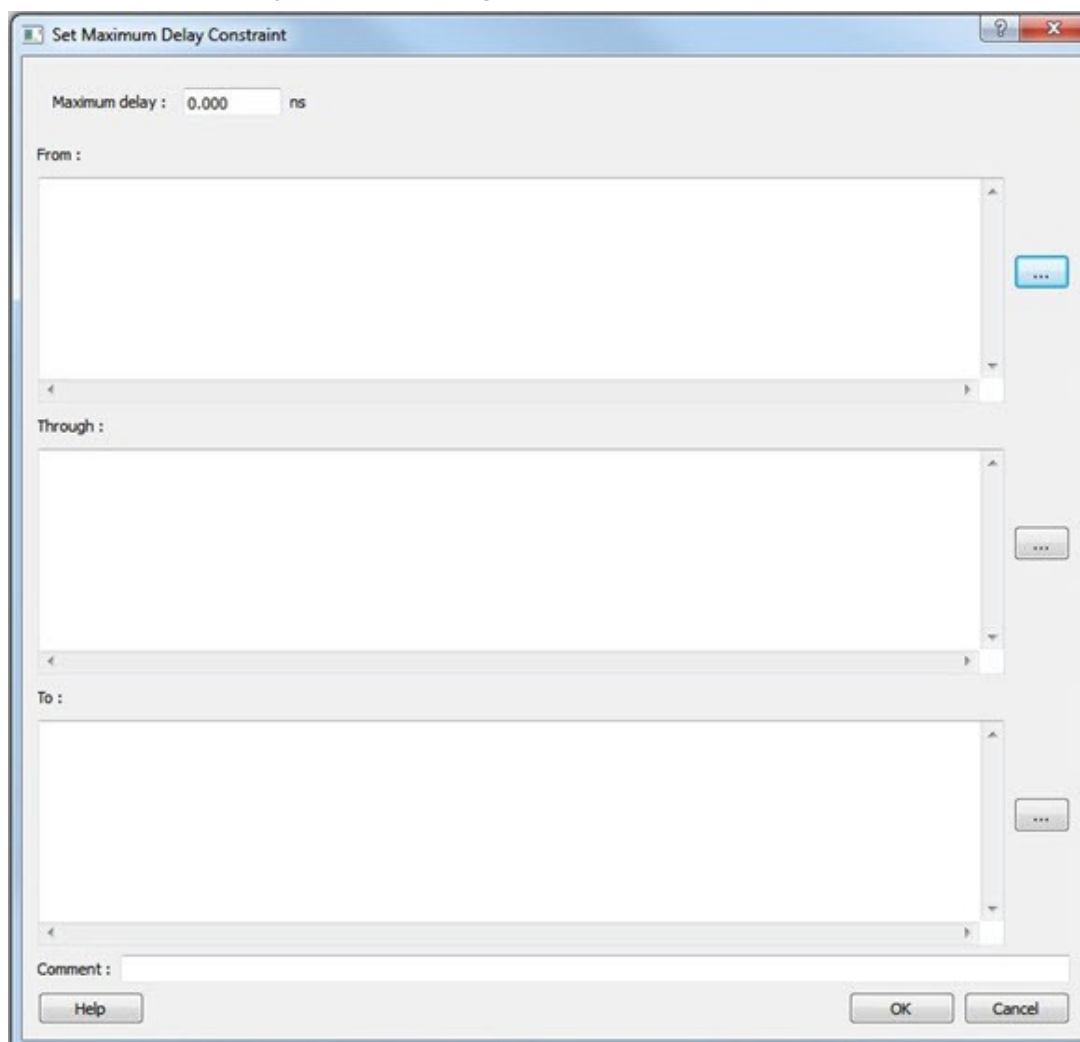 Set Maximum Delay Constraint
Maximum delay : 0.000 ns
From :
...
Through :
...
To :
...
Comment :
Help OK Cancel